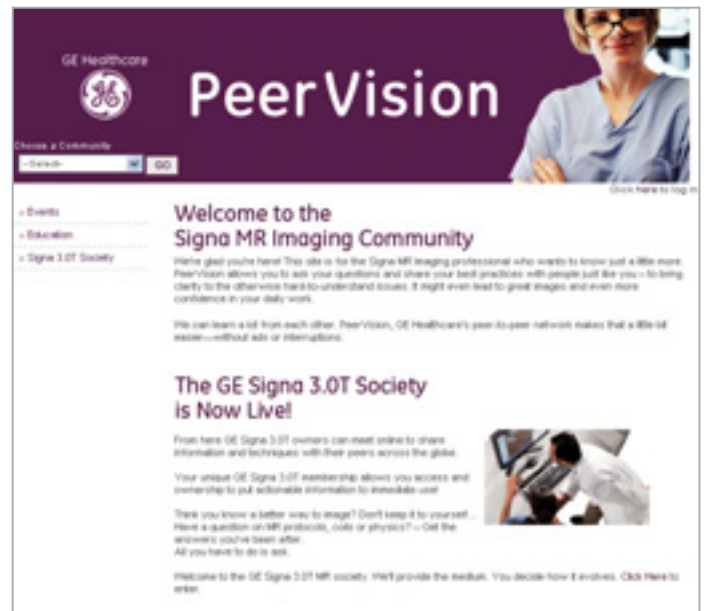 GE Healthcare
GE
PeerVision
Choose a Community
-Select-
GO
Click here to log in
» Events
» Education
» Signa 3.0T Society
Welcome to the
Signa MR Imaging Community
We're glad you're here! This site is for the Signa MR Imaging professional who wants to know just a little more.
PeerVision allows you to ask your questions and share your best practices with people just like you – to bring
clarity to the otherwise hard-to-understand issues. It might even lead to great images and even more
confidence in your daily work.
We can learn a lot from each other. PeerVision, GE Healthcare's peer-to-peer network makes that a little bit
easier—without ads or interruptions.
The GE Signa 3.0T Society
is Now Live!
From here GE Signa 3.0T owners can meet online to share
information and techniques with their peers across the globe.
Your unique GE Signa 3.0T membership allows you access and
ownership to put actionable information to immediate use!
Think you know a better way to image? Don't keep it to yourself...
Have a question on MR protocols, coils or physics? – Get the
answers you've been after.
All you have to do is ask.
Welcome to the GE Signa 3.0T MR society. We'll provide the medium. You decide how it evolves. Click Here to
enter.